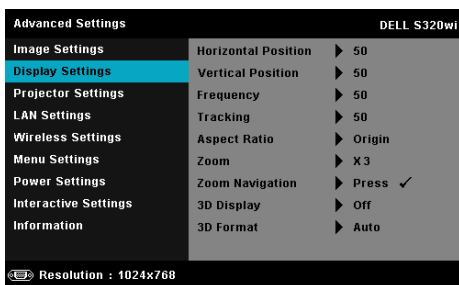 Advanced Settings DELL S320wi
Image Settings Horizontal Position 50
Display Settings Vertical Position 50
Projector Settings Frequency 50
LAN Settings Tracking 50
Wireless Settings Aspect Ratio Origin
Menu Settings Zoom X3
Power Settings Zoom Navigation Press ✓
Interactive Settings 3D Display Off
Information 3D Format Auto
Resolution : 1024x768